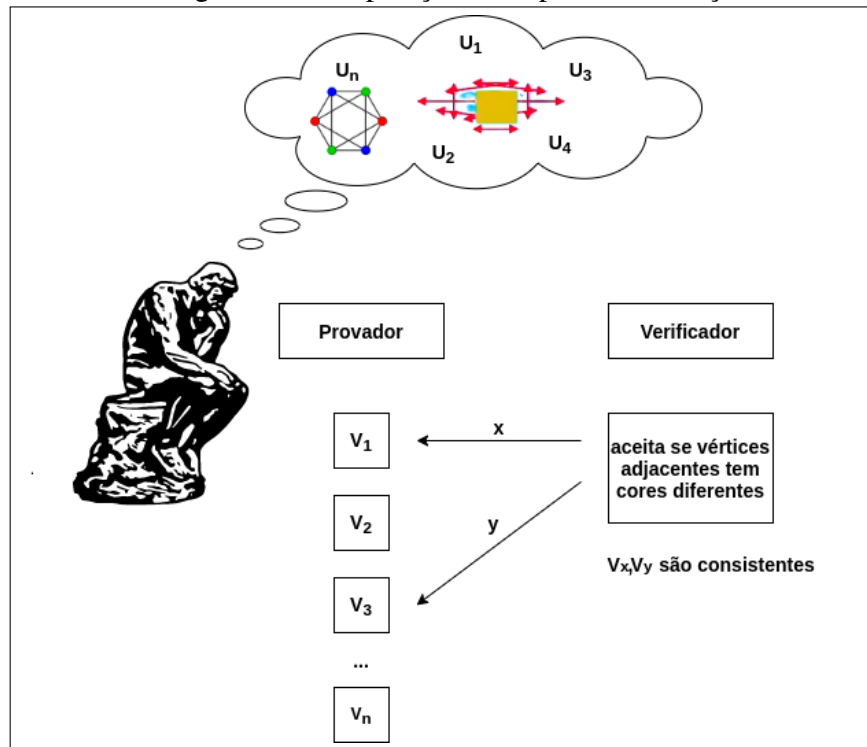 U1
Un
U3
U2
U4
Provador
Verificador
V1
x
aceita se vértices
adjacentes tem
cores diferentes
V2
y
Vx,Vy são consistentes
V3
...
Vn